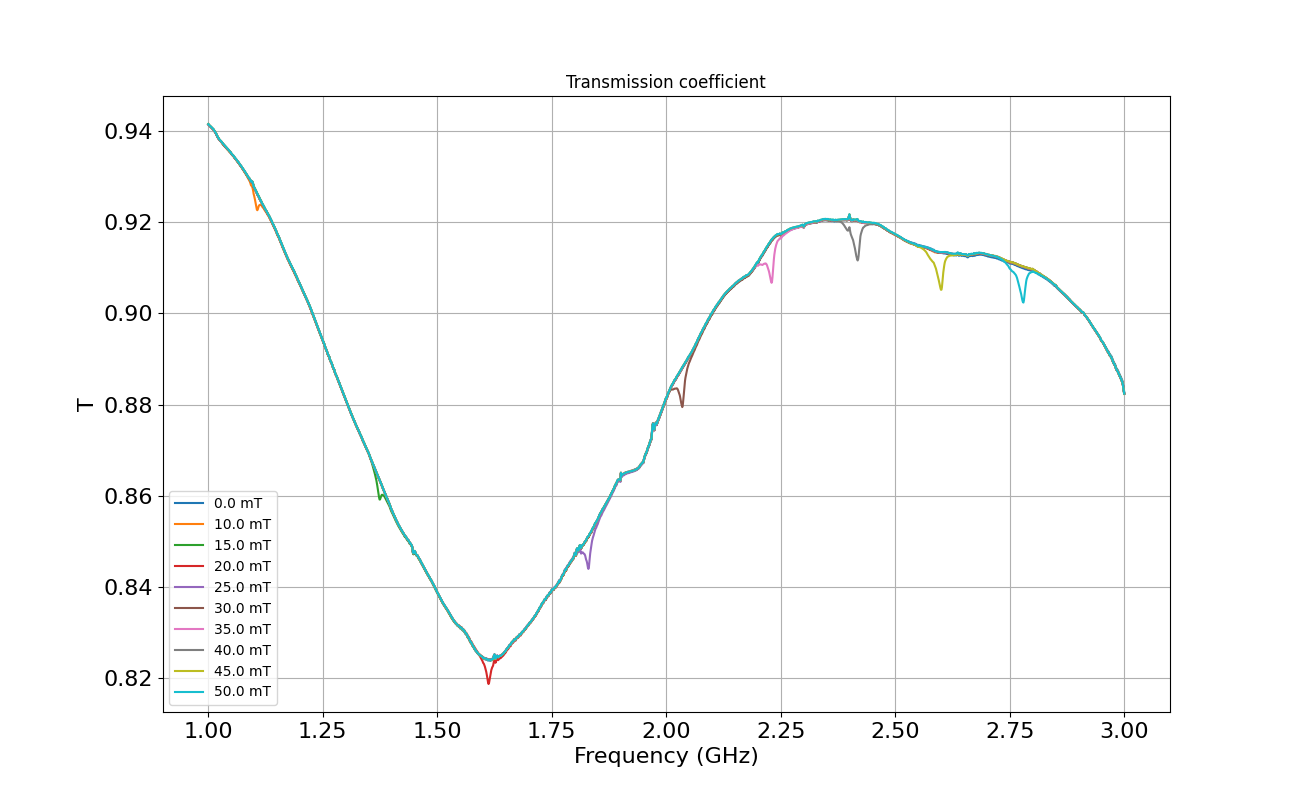 Transmission coefficient
0.94
0.92
0.90
0.88
0.86
0.84
0.82
T
0.0 mT
10.0 mT
15.0 mT
20.0 mT
25.0 mT
30.0 mT
35.0 mT
40.0 mT
45.0 mT
50.0 mT
1.00 1.25 1.50 1.75 2.00 2.25 2.50 2.75 3.00
Frequency (GHz)